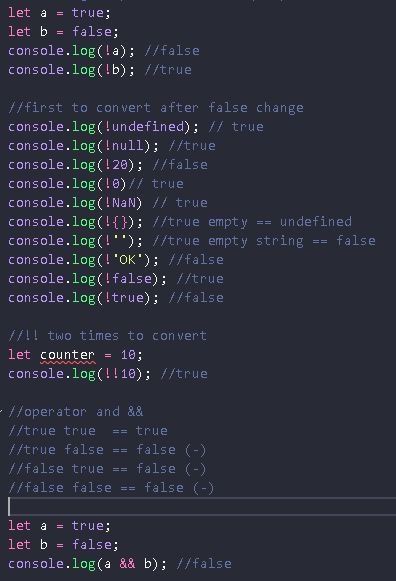 let a = true;
let b = false;
console.log(!a); //false
console.log(!b); //true
//first to convert after false change
console.log(!undefined); // true
console.log(!null); //true
console.log(!20); //false
console.log(!0)// true
console.log(!NaN) // true
console.log(!{}); //true empty == undefined
console.log(!''); //true empty string == false
console.log(!'OK'); //false
console.log(!false); //true
console.log(!true); //false
//!! two times to convert
let counter = 10;
console.log(!!10); //true
//operator and &&
//true true  == true
//true false == false (-)
//false true == false (-)
//false false == false (-)
let a = true;
let b = false;
console.log(a && b); //false